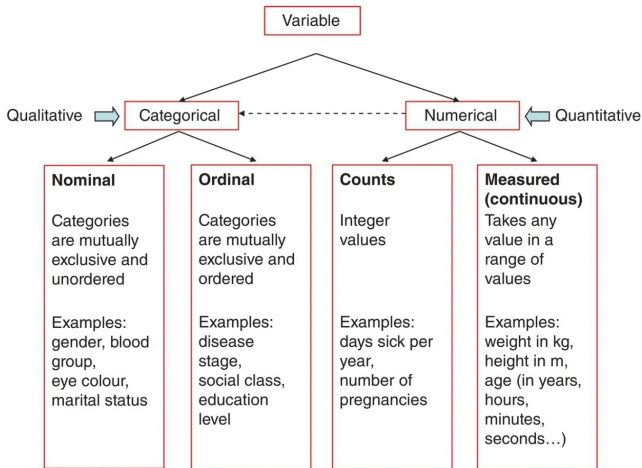 Variable
Qualitative
Categorical
Numerical
Quantitative
Nominal
Categories
are mutually
exclusive and
unordered
Examples:
gender, blood
group,
eye colour,
marital status
Ordinal
Categories
are mutually
exclusive and
ordered
Examples:
disease
stage,
social class,
education
level
Counts
Integer
values
Examples:
days sick per
year,
number of
pregnancies
Measured
(continuous)
Takes any
value in a
range of
values
Examples:
weight in kg,
height in m,
age (in years,
hours,
minutes,
seconds…)